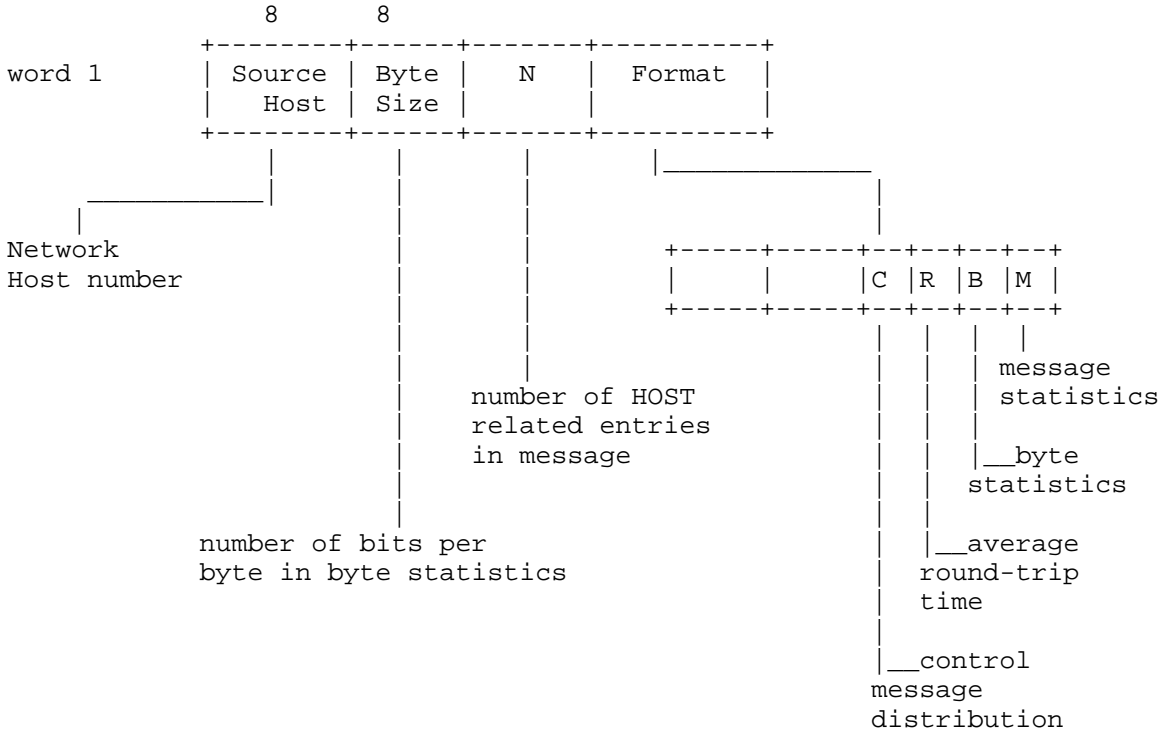 8 8
word 1 Source Byte N Format
Host Size
Network
Host number
C R B M
message
number of HOST statistics
related entries
in message __byte
statistics
number of bits per __average
byte in byte statistics round-trip
time
__control
message
distribution